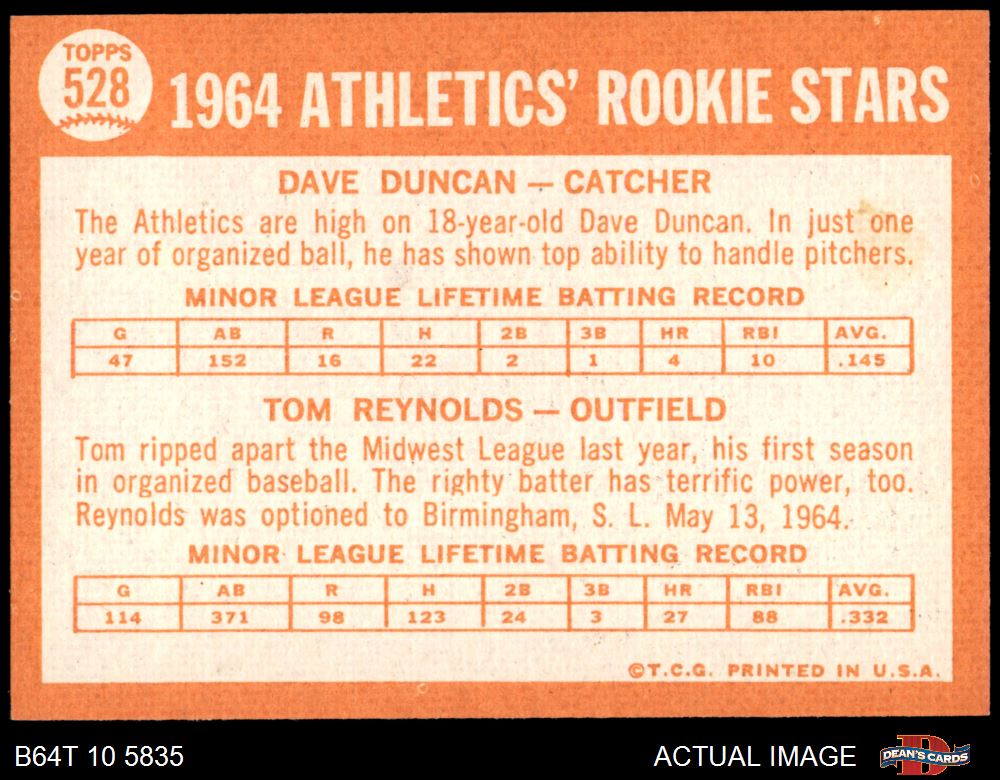 TOPPS
528
1964 ATHLETICS' ROOKIE STARS
DAVE DUNCAN — CATCHER
The Athletics are high on 18-year-old Dave Duncan. In just one
year of organized ball, he has shown top ability to handle pitchers.
MINOR LEAGUE LIFETIME BATTING RECORD
G AB R H 2B 3B HR RBI AVG.
47 152 16 22 2 1 4 10 .145
TOM REYNOLDS — OUTFIELD
Tom ripped apart the Midwest League last year, his first season
in organized baseball. The righty batter has terrific power, too.
Reynolds was optioned to Birmingham, S. L. May 13, 1964.
MINOR LEAGUE LIFETIME BATTING RECORD
G AB R H 2B 3B HR RBI AVG.
114 371 98 123 24 3 27 88 .332
©T.C.G. PRINTED IN U.S.A.
B64T 10 5835 ACTUAL IMAGE DEAN'S CARDS